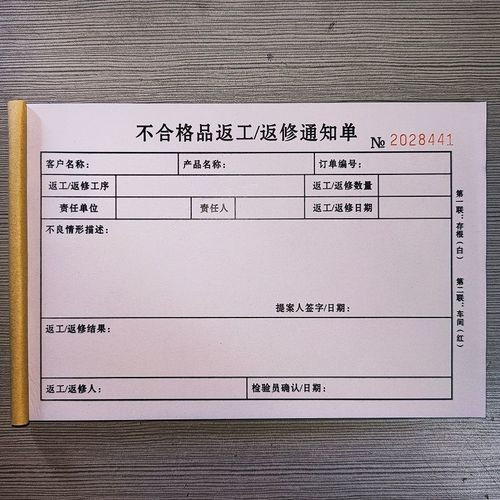 不合格品返工/返修通知单
№ 2028441
客户名称： 产品名称： 订单编号：
返工/返修工序 返工/返修数量
责任单位 责任人 返工/返修日期
不良情形描述：
提案人签字/日期：
返工/返修结果：
返工/返修人： 检验员确认/日期：
第一联：存根（白）
第二联：车间（红）